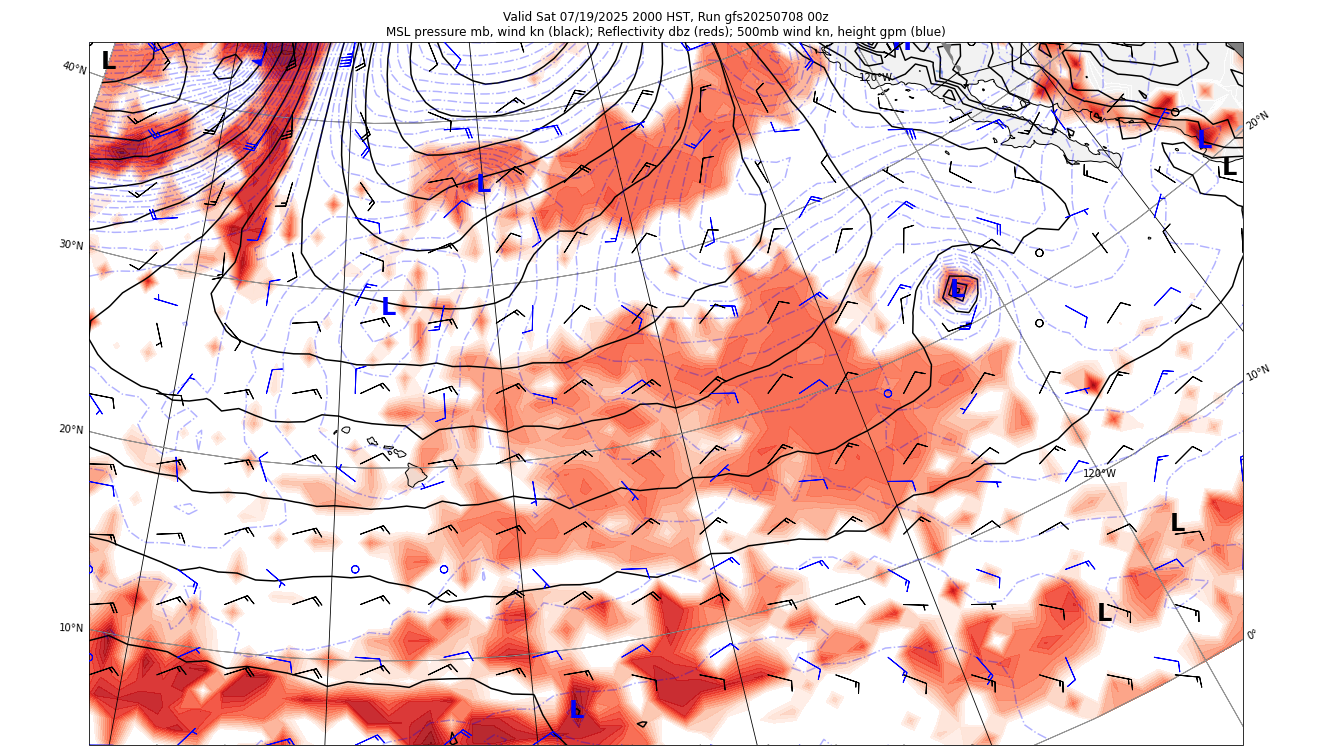 Valid Sat 07/19/2025 2000 HST, Run gfs20250708 00z
MSL pressure mb, wind kn (black); Reflectivity dbz (reds); 500mb wind kn, height gpm (blue)
L
H
40°N
120°W
20°N
L
L
L
30°N
L
L
10°N
20°N
120°W
L
L
10°N
0°
L